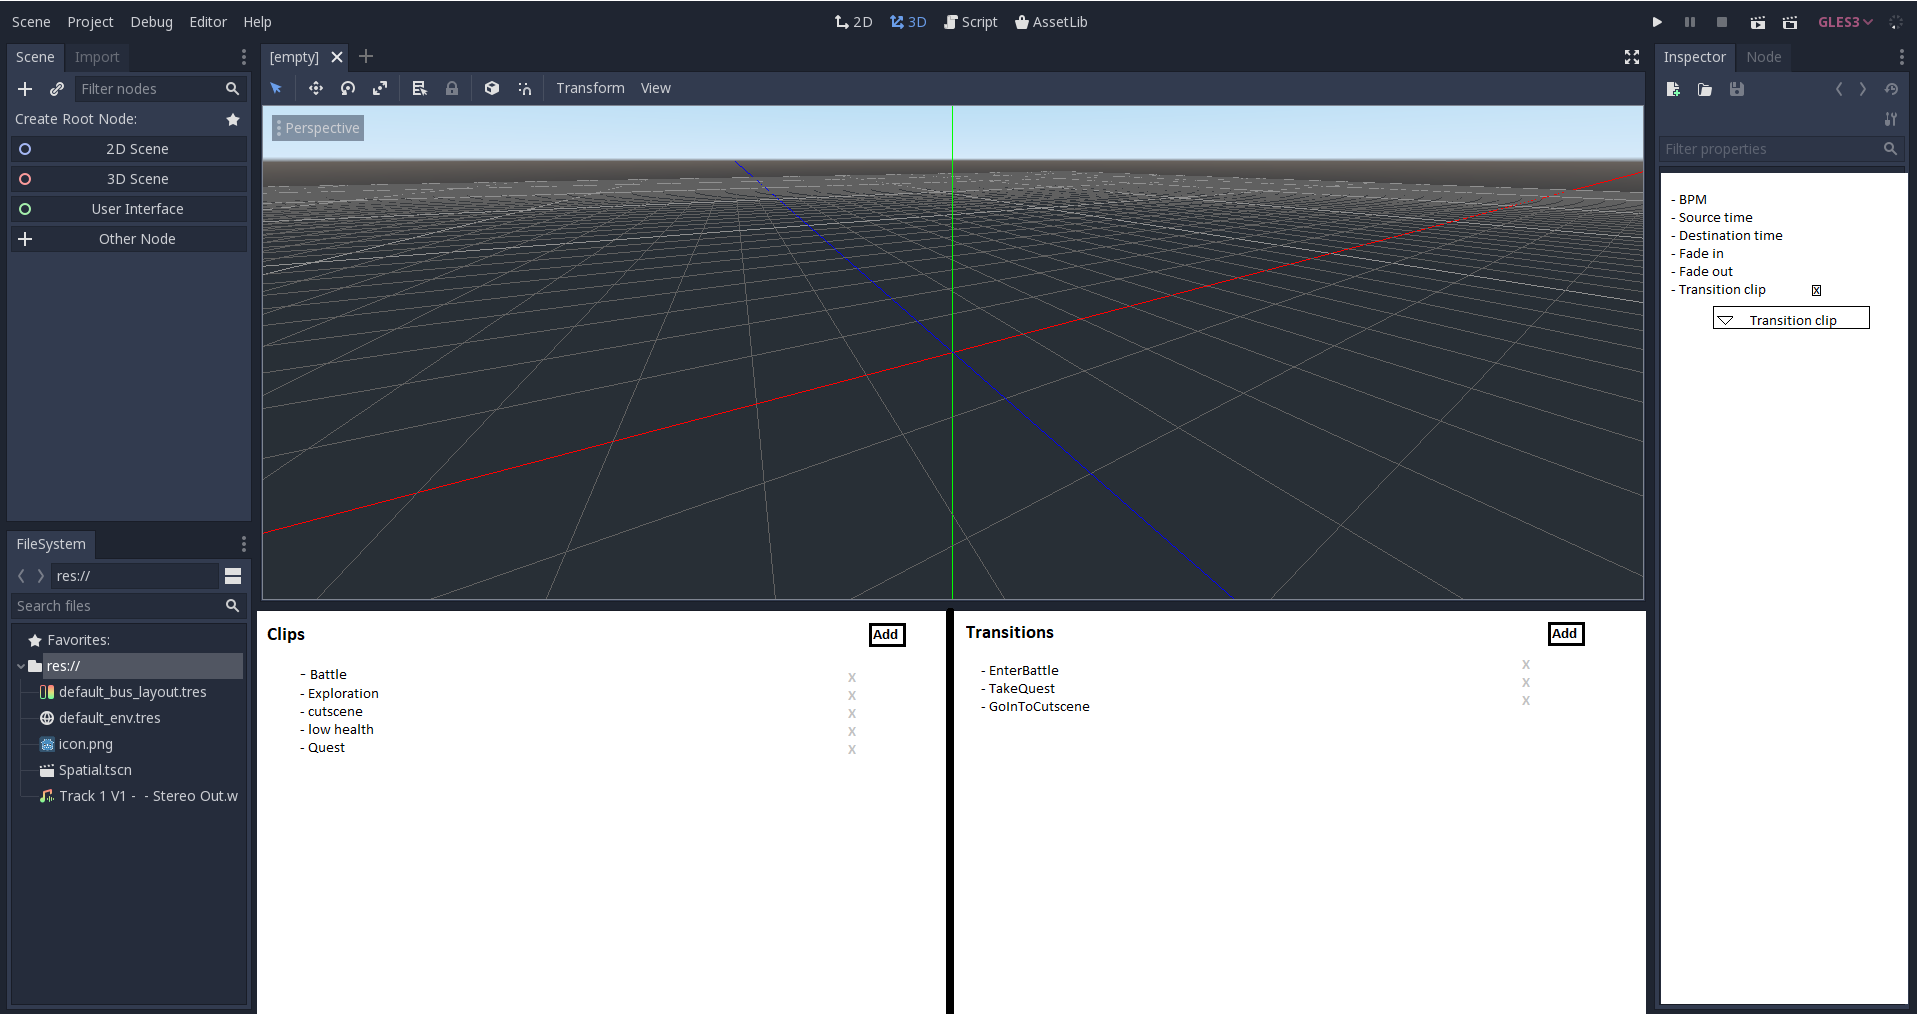 Scene Project Debug Editor Help 2D 3D Script AssetLib GLES3
Scene Import
[empty]
Inspector Node
Filter nodes
Transform View
Create Root Node:
Perspective
2D Scene
3D Scene
User Interface
Other Node
Filter properties
- BPM
- Source time
- Destination time
- Fade in
- Fade out
- Transition clip X
Transition clip
FileSystem
res://
Search files
Favorites:
res://
default_bus_layout.tres
default_env.tres
icon.png
Spatial.tscn
Track 1 V1 - - Stereo Out.w
Clips Add
- Battle X
- Exploration X
- cutscene X
- low health X
- Quest X
Transitions Add
- EnterBattle X
- TakeQuest X
- GoInToCutscene X